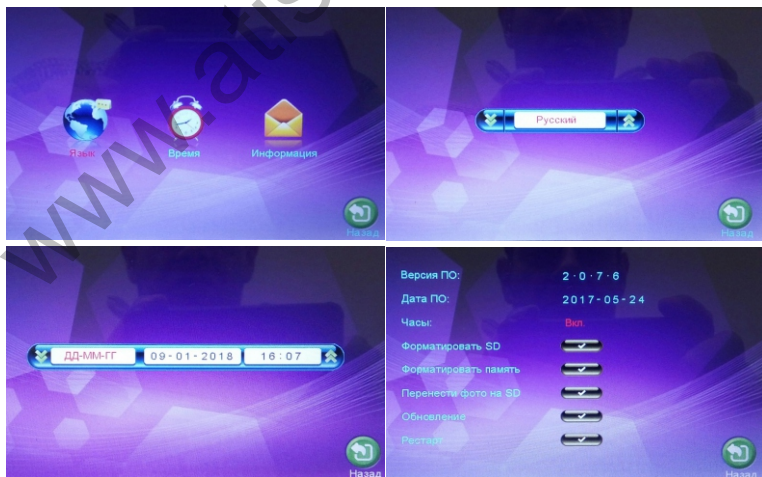 www.atis
Язык
Время
Информация
Назад
Русский
Назад
ДД-ММ-ГГ 09-01-2018 16:07
Назад
Версия ПО: 2·0·7·6
Дата ПО: 2017-05-24
Часы: Вкл.
Форматировать SD
Форматировать память
Перенести фото на SD
Обновление
Рестарт
Назад